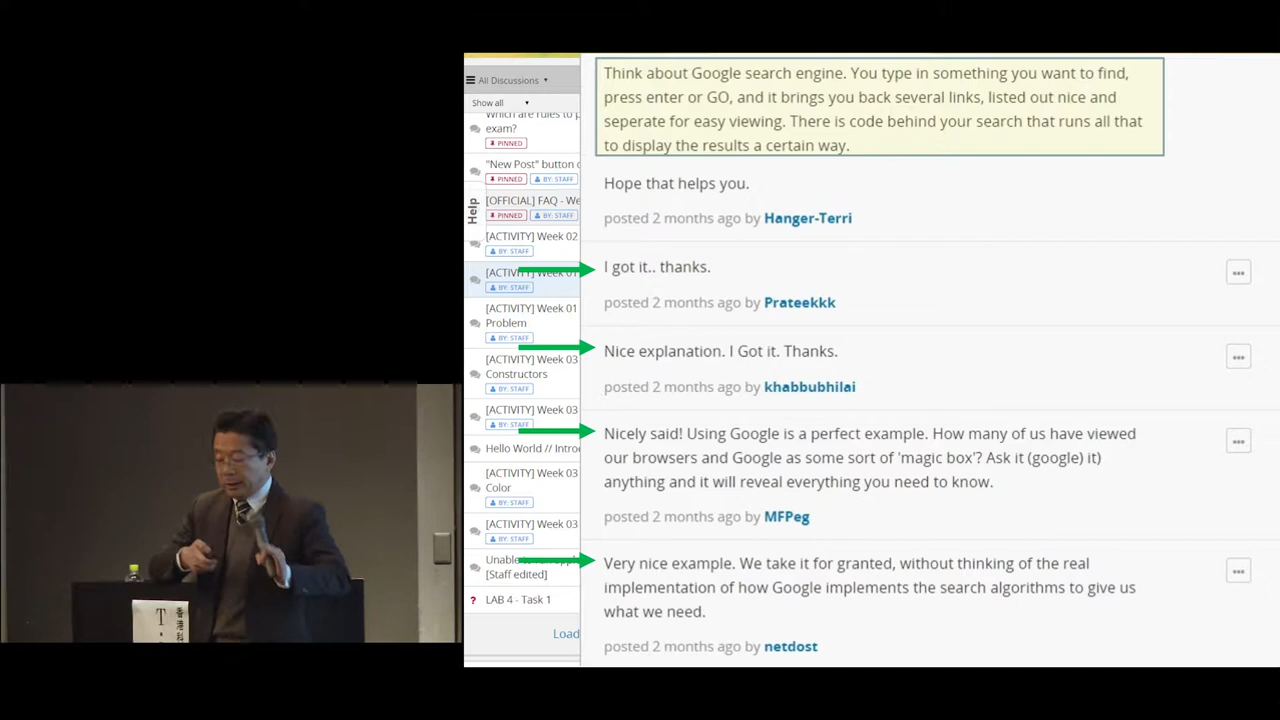 All Discussions
Show all
Which are rules to p
exam?
PINNED
"New Post" button o
PINNED BY: STAFF
Help
[OFFICIAL] FAQ - We
PINNED BY: STAFF
[ACTIVITY] Week 02
BY: STAFF
[ACTIVITY] Week 01
BY: STAFF
[ACTIVITY] Week 01
Problem
BY: STAFF
[ACTIVITY] Week 03
Constructors
BY: STAFF
[ACTIVITY] Week 03
BY: STAFF
Hello World // Intro
[ACTIVITY] Week 03
Color
BY: STAFF
[ACTIVITY] Week 03
BY: STAFF
[Staff edited]
? LAB 4 - Task 1
Load
Think about Google search engine. You type in something you want to find,
press enter or GO, and it brings you back several links, listed out nice and
seperate for easy viewing. There is code behind your search that runs all that
to display the results a certain way.
Hope that helps you.
posted 2 months ago by Hanger-Terri
I got it.. thanks.
posted 2 months ago by Prateekkk
Nice explanation. I Got it. Thanks.
posted 2 months ago by khabbubhilai
Nicely said! Using Google is a perfect example. How many of us have viewed
our browsers and Google as some sort of 'magic box'? Ask it (google) it)
anything and it will reveal everything you need to know.
posted 2 months ago by MFPeg
Very nice example. We take it for granted, without thinking of the real
implementation of how Google implements the search algorithms to give us
what we need.
posted 2 months ago by netdost
T